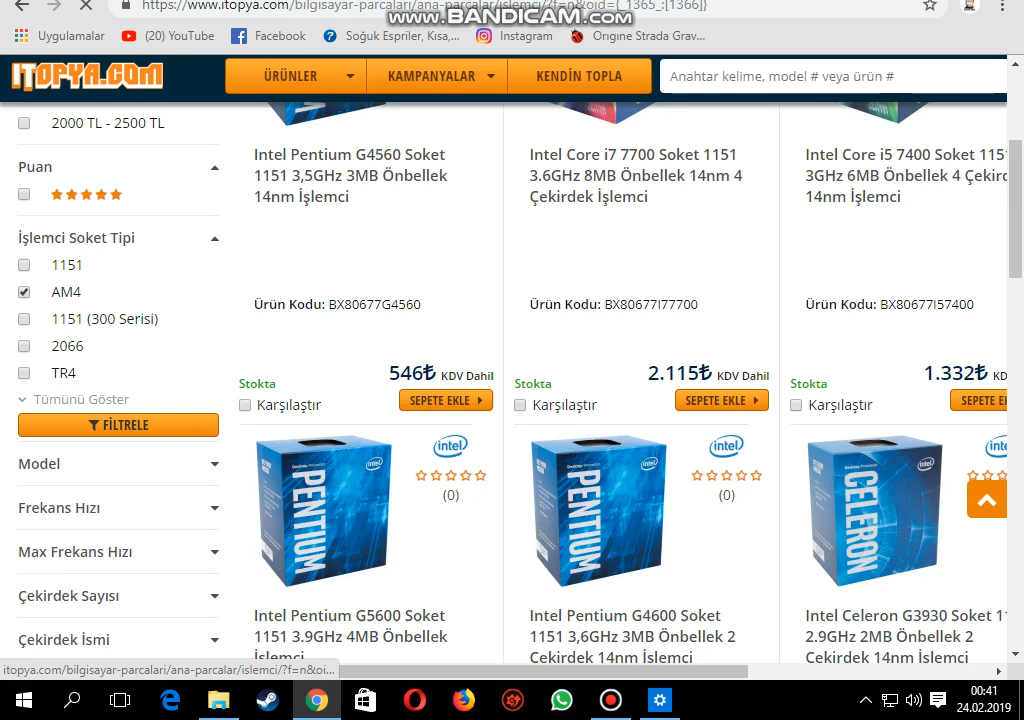 https://www.itopya.com/bilgisayar-parcalari/ana-parcalar/islemci/?f=n&oid={_1365_:[1366]}
www.BANDICAM.com
Uygulamalar
(20) YouTube
Facebook
Soğuk Espriler, Kısa,...
Instagram
Origine Strada Grav...
ITOPYA.COM
ÜRÜNLER
KAMPANYALAR
KENDİN TOPLA
Anahtar kelime, model # veya ürün #
2000 TL - 2500 TL
Puan
İşlemci Soket Tipi
1151
AM4
1151 (300 Serisi)
2066
TR4
Tümünü Göster
FİLTRELE
Model
Frekans Hızı
Max Frekans Hızı
Çekirdek Sayısı
Çekirdek İsmi
Intel Pentium G4560 Soket
1151 3,5GHz 3MB Önbellek
14nm İşlemci
Ürün Kodu: BX80677G4560
546₺ KDV Dahil
Stokta
Karşılaştır
SEPETE EKLE
Intel Core i7 7700 Soket 1151
3.6GHz 8MB Önbellek 14nm 4
Çekirdek İşlemci
Ürün Kodu: BX80677I77700
2.115₺ KDV Dahil
Stokta
Karşılaştır
SEPETE EKLE
Intel Core i5 7400 Soket 1151
3GHz 6MB Önbellek 4 Çekird
14nm İşlemci
Ürün Kodu: BX80677I57400
1.332₺ KD
Stokta
Karşılaştır
SEPETE E
intel
PENTIUM
intel
(0)
Intel Pentium G5600 Soket
1151 3.9GHz 4MB Önbellek
İşlemci
intel
PENTIUM
intel
(0)
Intel Pentium G4600 Soket
1151 3,6GHz 3MB Önbellek 2
Çekirdek 14nm İşlemci
intel
CELERON
inte
Intel Celeron G3930 Soket 1
2.9GHz 2MB Önbellek 2
Çekirdek 14nm İşlemci
itopya.com/bilgisayar-parcalari/ana-parcalar/islemci/?f=n&oi...
00:41
24.02.2019